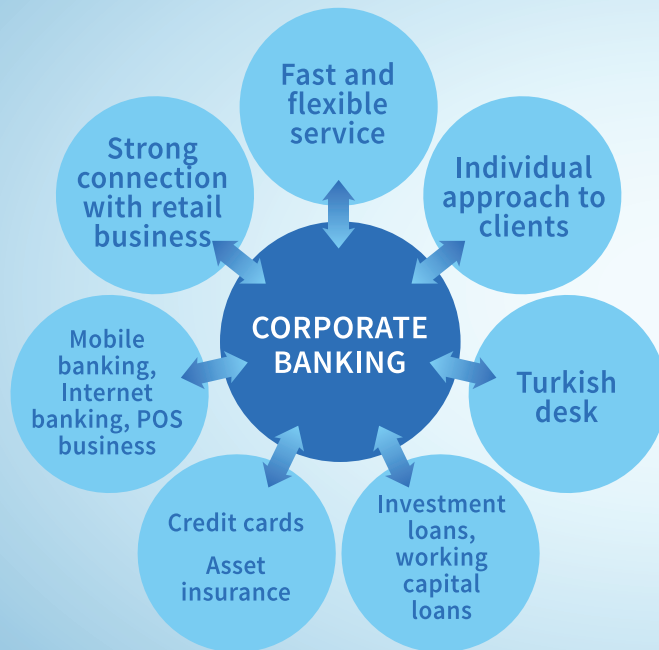 Fast and
flexible
service
Individual
approach to
clients
Turkish
desk
Investment
loans,
working
capital
loans
Credit cards
Asset
insurance
Mobile
banking,
Internet
banking, POS
business
Strong
connection
with retail
business
CORPORATE
BANKING